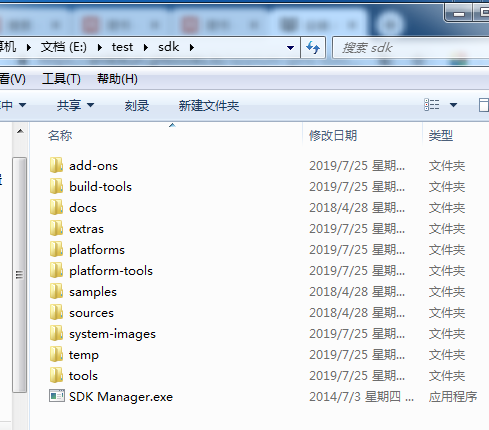 算机 ▸ 文档 (E:) ▸ test ▸ sdk ▸
搜索 sdk
看(V) 工具(T) 帮助(H)
中 ▾ 共享 ▾ 刻录 新建文件夹
名称 修改日期 类型
add-ons 2019/7/25 星期... 文件夹
build-tools 2019/7/25 星期... 文件夹
docs 2018/4/28 星期... 文件夹
extras 2019/7/25 星期... 文件夹
platforms 2019/7/25 星期... 文件夹
platform-tools 2019/7/25 星期... 文件夹
samples 2018/4/28 星期... 文件夹
sources 2018/4/28 星期... 文件夹
system-images 2019/7/25 星期... 文件夹
temp 2019/7/25 星期... 文件夹
tools 2019/7/25 星期... 文件夹
SDK Manager.exe 2014/7/3 星期四 ... 应用程序